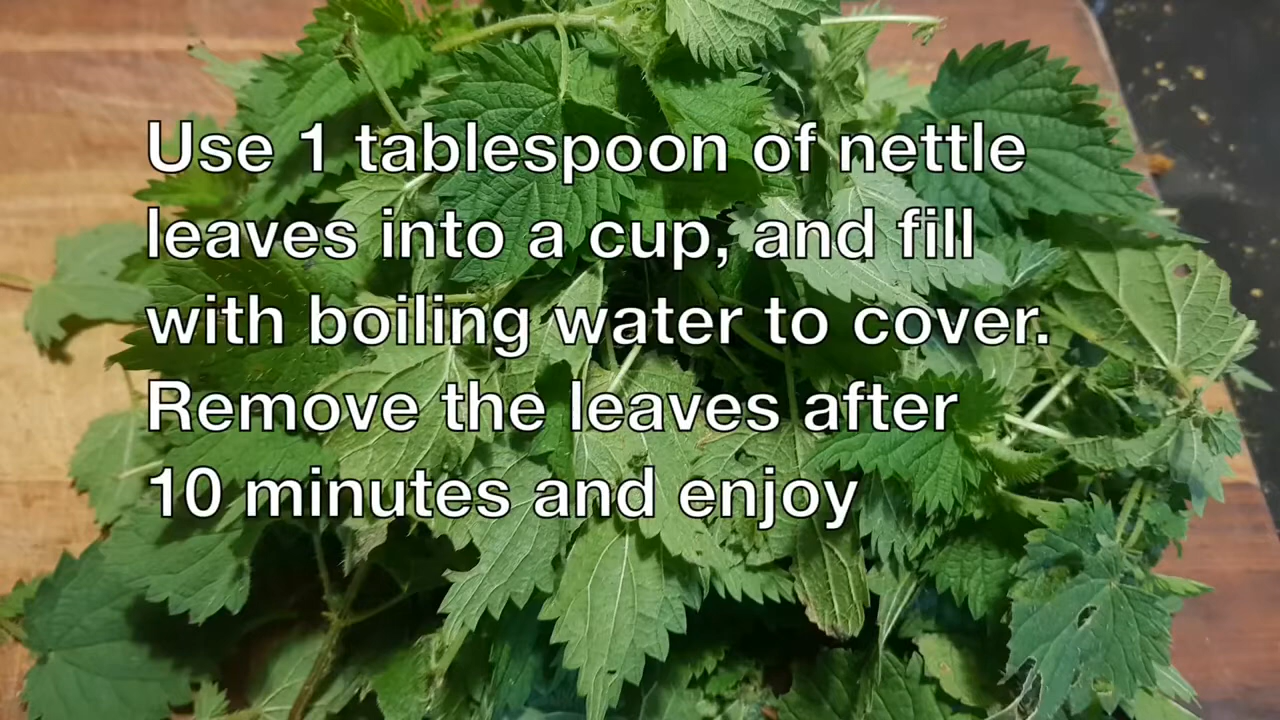 Use 1 tablespoon of nettle
leaves into a cup, and fill
with boiling water to cover.
Remove the leaves after
10 minutes and enjoy